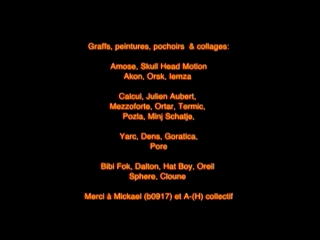 Graffs, peintures, pochoirs & collages:
Amose, Skull Head Motion
Akon, Orsk, Iemza
Calcul, Julien Aubert,
Mezzoforte, Ortar, Termic,
Pozla, Minj Schatje,
Yarc, Dens, Goratica,
Pore
Bibi Fok, Dalton, Hat Boy, Oreil
Sphere, Cloune
Merci à Mickael (b0917) et A-(H) collectif